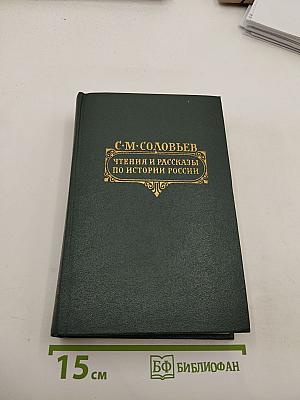 С·М·СОЛОВЬЕВ
ЧТЕНИЯ И РАССКАЗЫ
ПО ИСТОРИИ РОССИИ
15 см
БФ БИБЛИОФАН